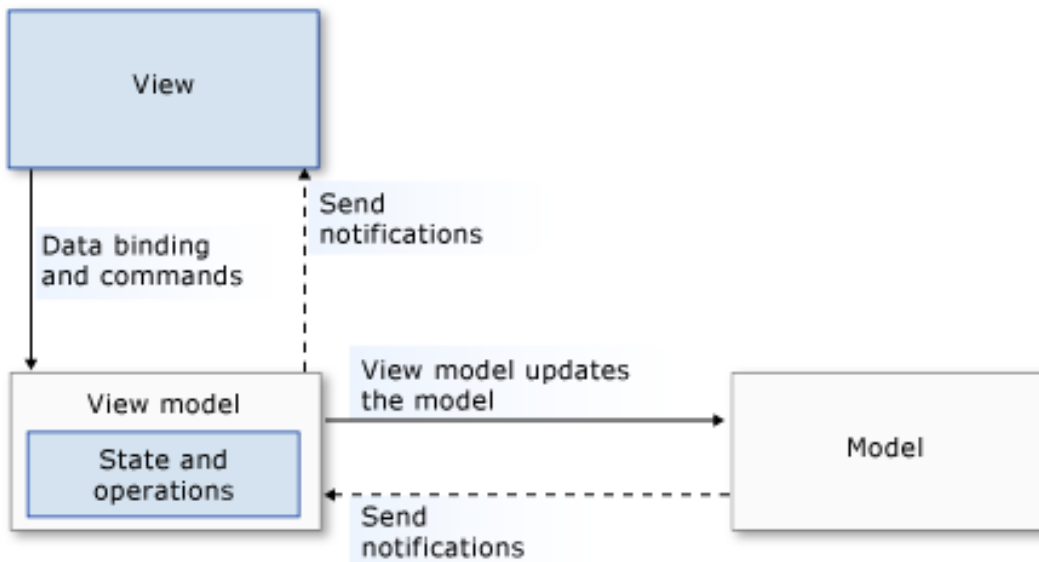 View
Send
notifications
Data binding
and commands
View model updates
the model
View model
State and
operations
Model
Send
notifications